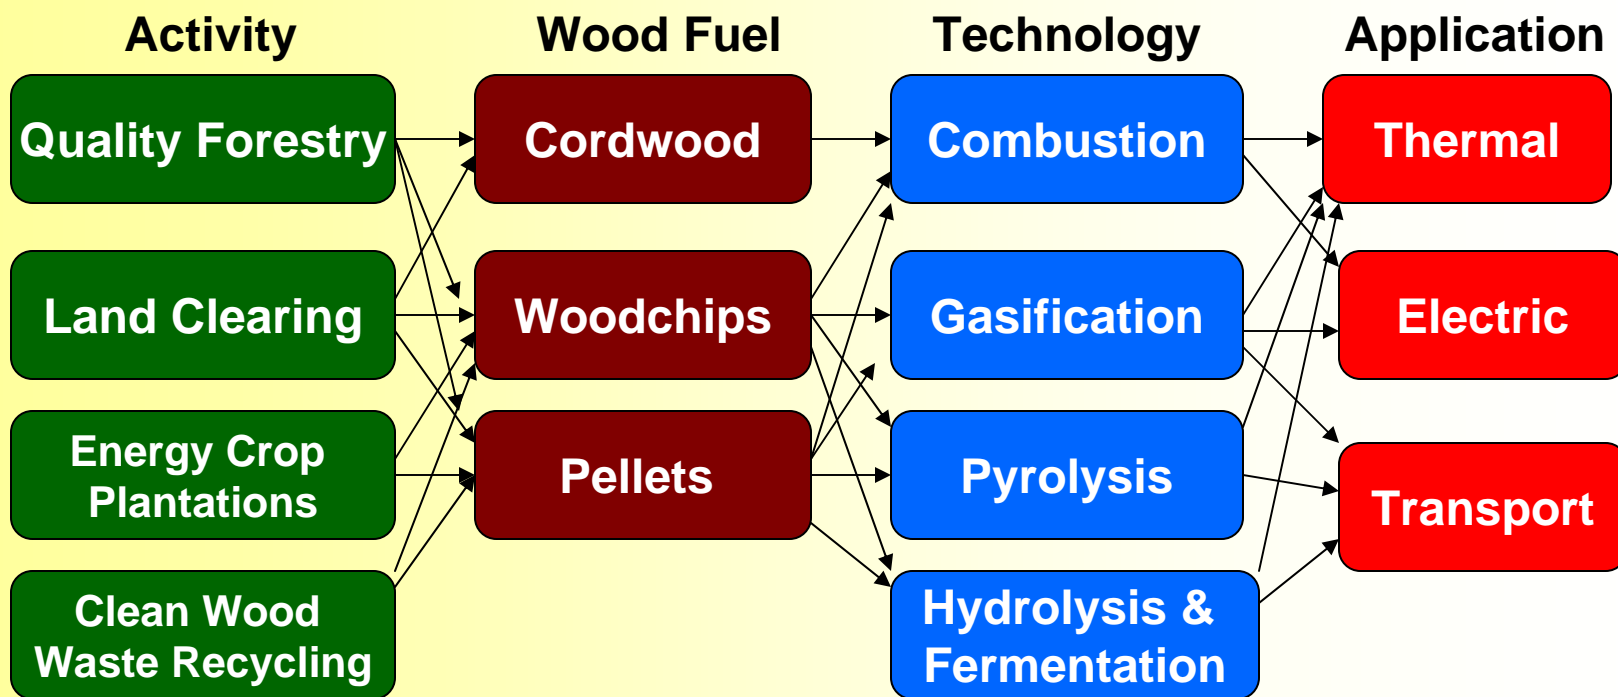 Activity
Wood Fuel
Technology
Application
Quality Forestry
Cordwood
Combustion
Thermal
Land Clearing
Woodchips
Gasification
Electric
Energy Crop
Plantations
Pellets
Pyrolysis
Transport
Clean Wood
Waste Recycling
Hydrolysis &
Fermentation